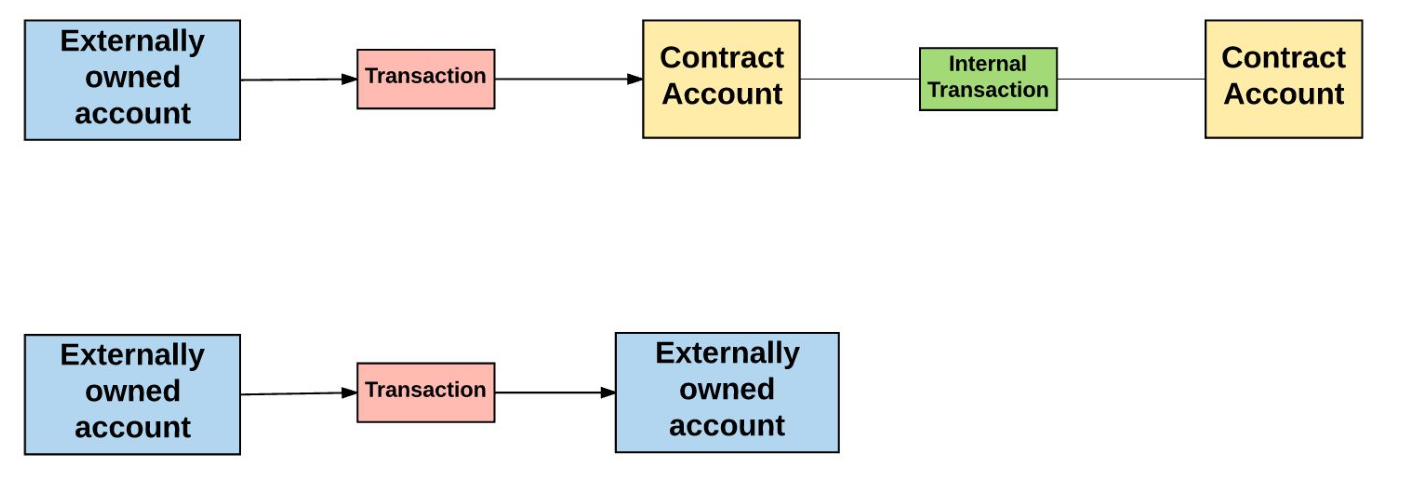 Externally
owned
account
Transaction
Contract
Account
Internal
Transaction
Contract
Account
Externally
owned
account
Transaction
Externally
owned
account